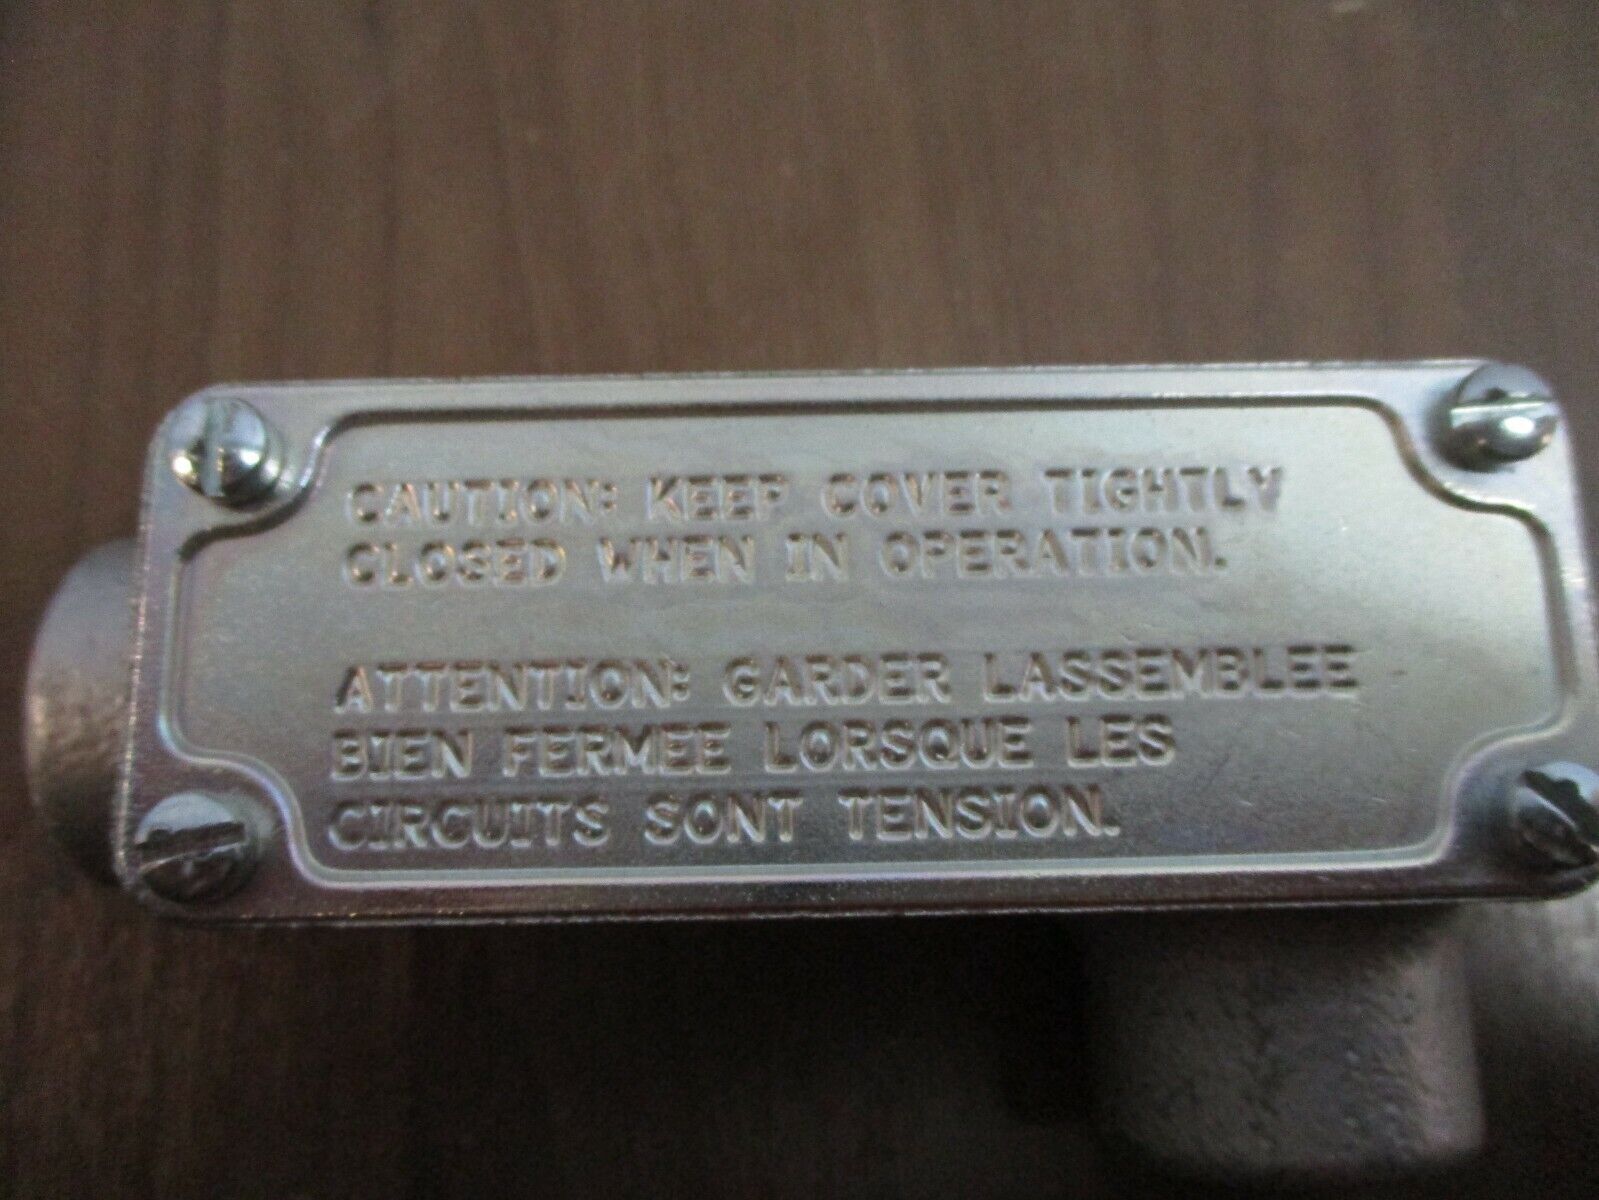 CAUTION: KEEP COVER TIGHTLY
CLOSED WHEN IN OPERATION.
ATTENTION: GARDER LASSEMBLEE
BIEN FERMEE LORSQUE LES
CIRCUITS SONT TENSION.